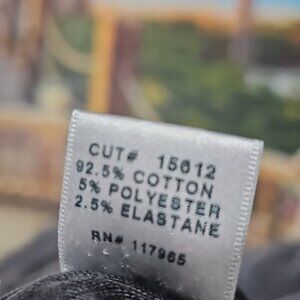 CUT# 15612
92.5% COTTON
5% POLYESTER
2.5% ELASTANE
RN# 117965